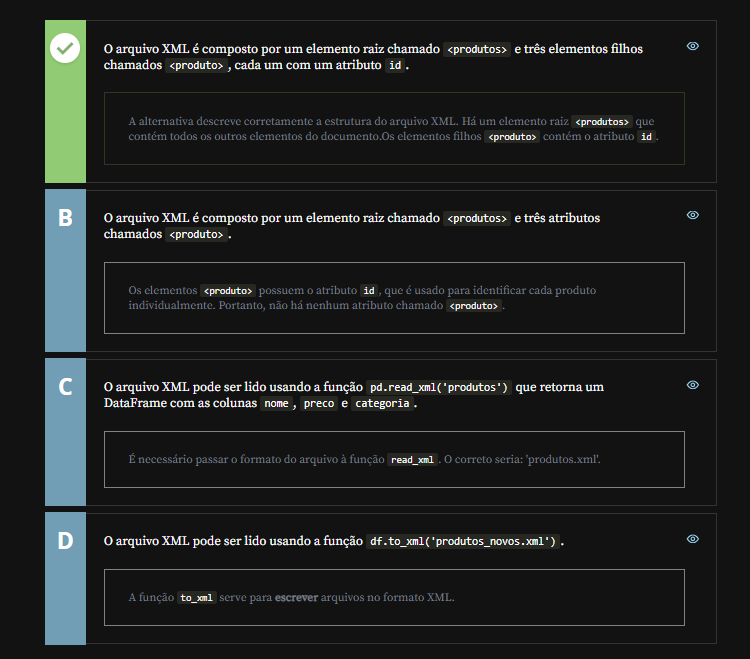 O arquivo XML é composto por um elemento raiz chamado <produtos> e três elementos filhos
chamados <produto>, cada um com um atributo id.
A alternativa descreve corretamente a estrutura do arquivo XML. Há um elemento raiz <produtos> que
contém todos os outros elementos do documento.Os elementos filhos <produto> contém o atributo id.
B
O arquivo XML é composto por um elemento raiz chamado <produtos> e três atributos
chamados <produto>.
Os elementos <produto> possuem o atributo id, que é usado para identificar cada produto
individualmente. Portanto, não há nenhum atributo chamado <produto>.
C
O arquivo XML pode ser lido usando a função pd.read_xml('produtos') que retorna um
DataFrame com as colunas nome, preco e categoria.
É necessário passar o formato do arquivo à função read_xml. O correto seria: 'produtos.xml'.
D
O arquivo XML pode ser lido usando a função df.to_xml('produtos_novos.xml').
A função to_xml serve para escrever arquivos no formato XML.